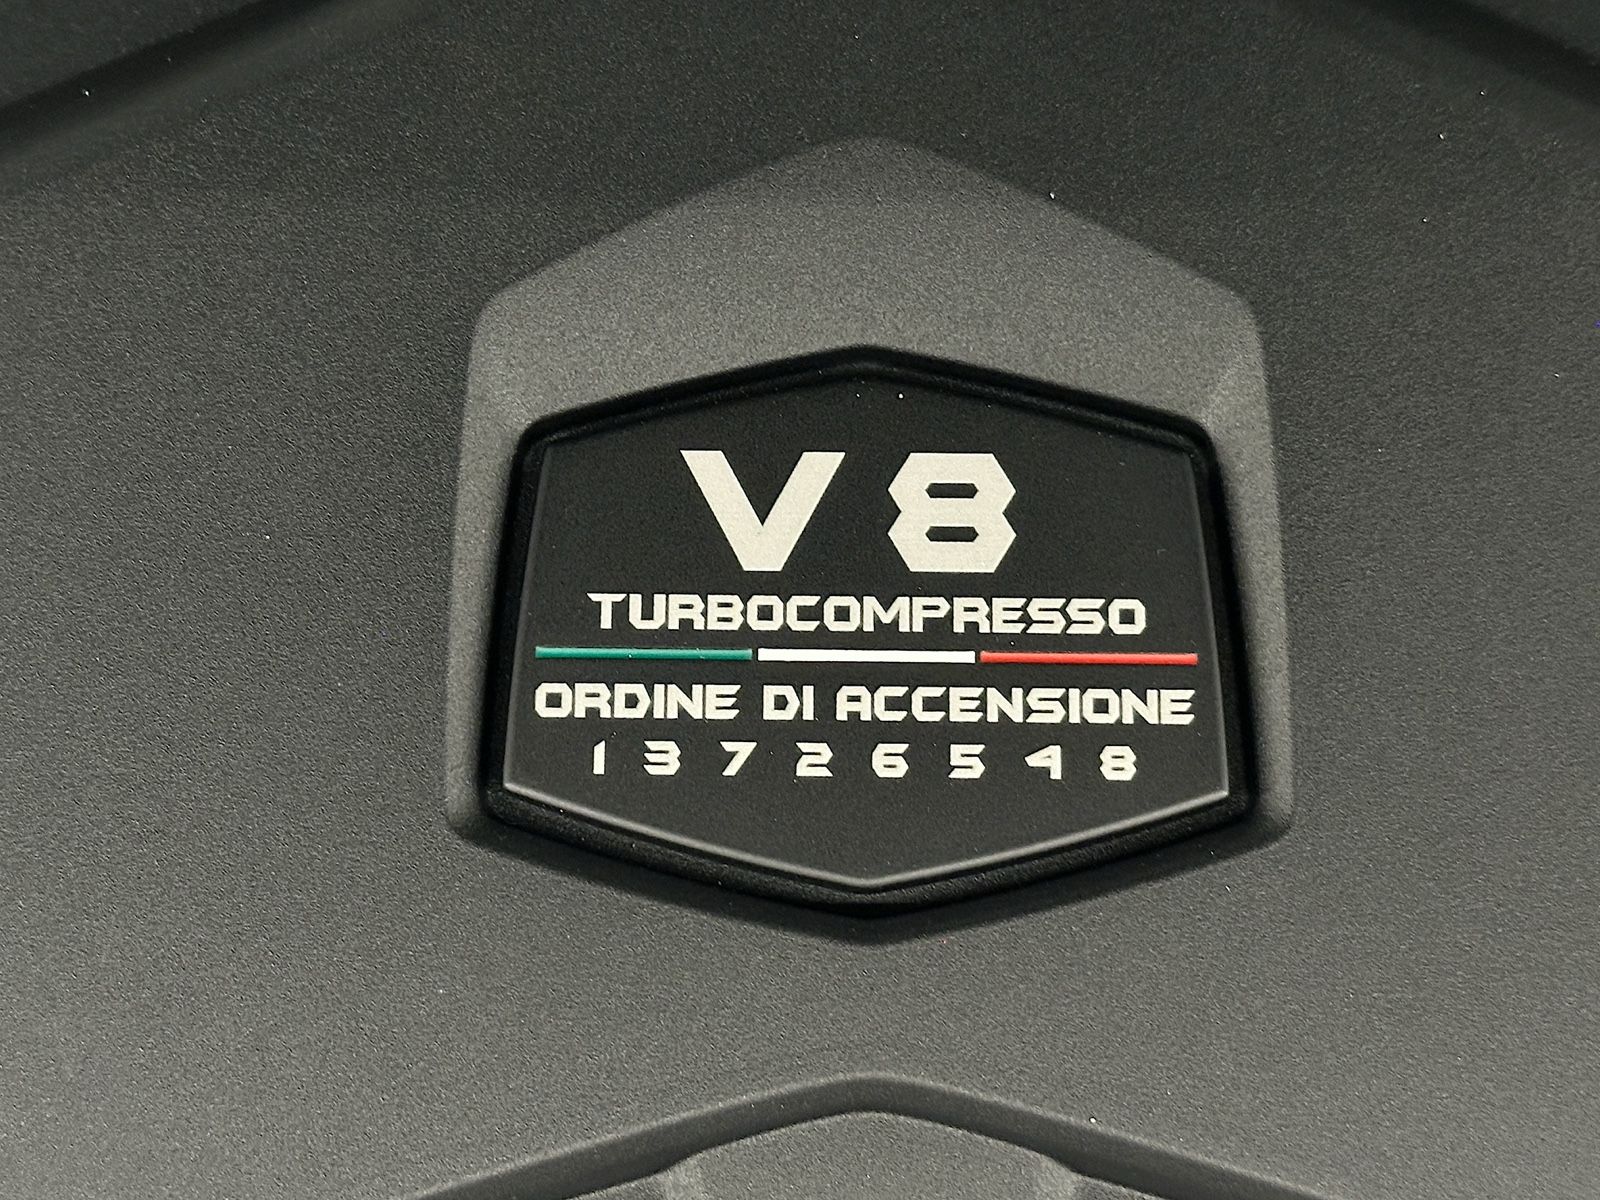 V8
TURBOCOMPRESSO
ORDINE DI ACCENSIONE
1 3 7 2 6 5 4 8